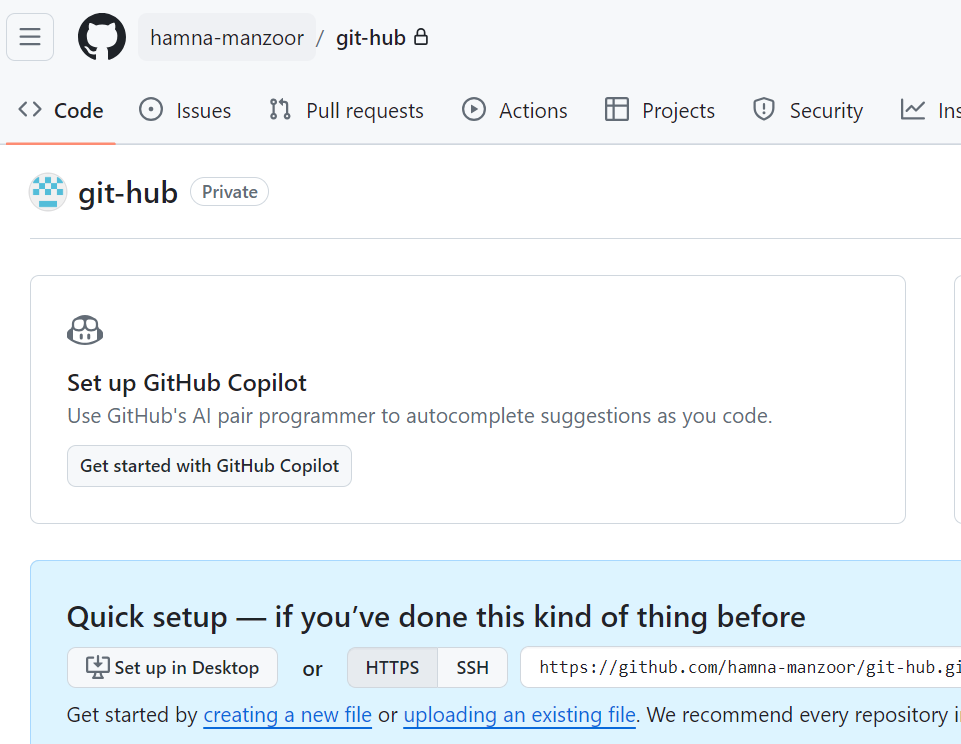 hamna-manzoor / git-hub
Code Issues Pull requests Actions Projects Security Ins
git-hub Private
Set up GitHub Copilot
Use GitHub's AI pair programmer to autocomplete suggestions as you code.
Get started with GitHub Copilot
Quick setup — if you’ve done this kind of thing before
Set up in Desktop or HTTPS SSH https://github.com/hamna-manzoor/git-hub.gi
Get started by creating a new file or uploading an existing file. We recommend every repository i